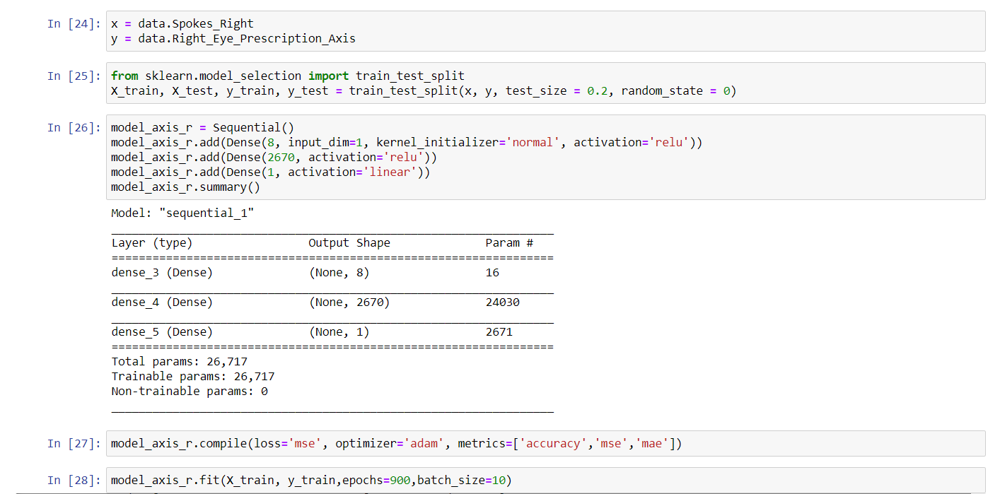 In [24]: x = data.Spokes_Right
y = data.Right_Eye_Prescription_Axis
In [25]: from sklearn.model_selection import train_test_split
X_train, X_test, y_train, y_test = train_test_split(x, y, test_size = 0.2, random_state = 0)
In [26]: model_axis_r = Sequential()
model_axis_r.add(Dense(8, input_dim=1, kernel_initializer='normal', activation='relu'))
model_axis_r.add(Dense(2670, activation='relu'))
model_axis_r.add(Dense(1, activation='linear'))
model_axis_r.summary()
Model: "sequential_1"
_________________________________________________________________
Layer (type)                 Output Shape              Param #
=================================================================
dense_3 (Dense)              (None, 8)                 16
_________________________________________________________________
dense_4 (Dense)              (None, 2670)              24030
_________________________________________________________________
dense_5 (Dense)              (None, 1)                 2671
=================================================================
Total params: 26,717
Trainable params: 26,717
Non-trainable params: 0
_________________________________________________________________
In [27]: model_axis_r.compile(loss='mse', optimizer='adam', metrics=['accuracy','mse','mae'])
In [28]: model_axis_r.fit(X_train, y_train,epochs=900,batch_size=10)